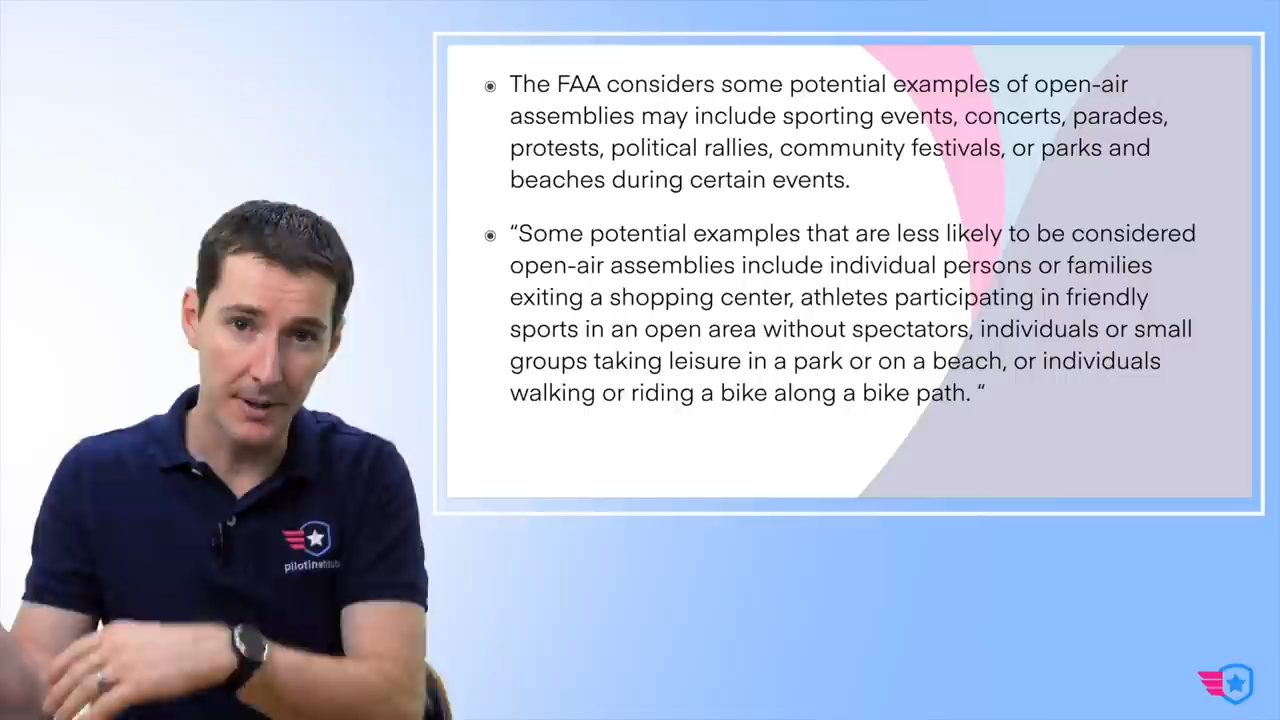 The FAA considers some potential examples of open-air
assemblies may include sporting events, concerts, parades,
protests, political rallies, community festivals, or parks and
beaches during certain events.
“Some potential examples that are less likely to be considered
open-air assemblies include individual persons or families
exiting a shopping center, athletes participating in friendly
sports in an open area without spectators, individuals or small
groups taking leisure in a park or on a beach, or individuals
walking or riding a bike along a bike path. “